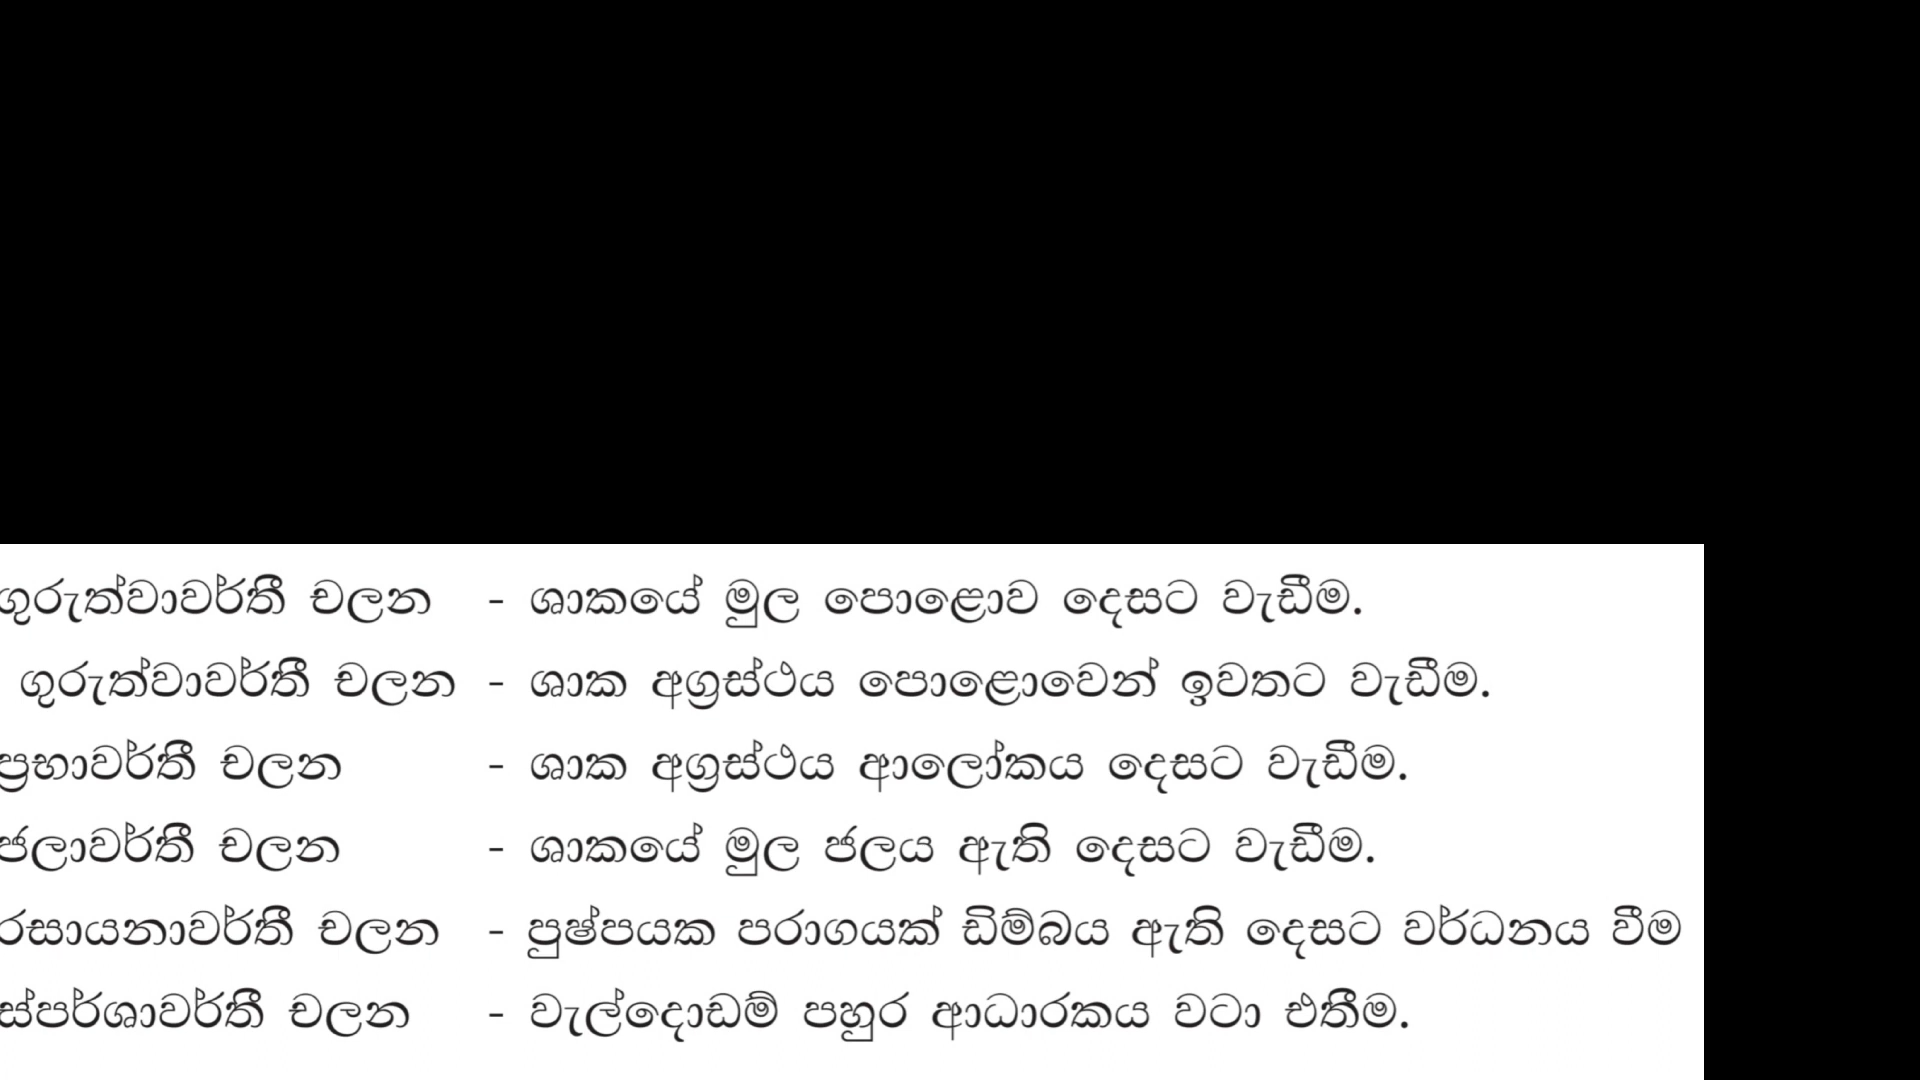 ගුරුත්වාවර්තී චලන - ශාකයේ මුල පොළොව දෙසට වැඩීම.
ගුරුත්වාවර්තී චලන - ශාක අග්‍රස්ථය පොළොවෙන් ඉවතට වැඩීම.
ප්‍රභාවර්තී චලන - ශාක අග්‍රස්ථය ආලෝකය දෙසට වැඩීම.
ජලාවර්තී චලන - ශාකයේ මුල ජලය ඇති දෙසට වැඩීම.
රසායනාවර්තී චලන - පුෂ්පයක පරාගයක් ඩිම්බය ඇති දෙසට වර්ධනය වීම
ස්පර්ශාවර්තී චලන - වැල්දොඩම් පහුර ආධාරකය වටා එතීම.